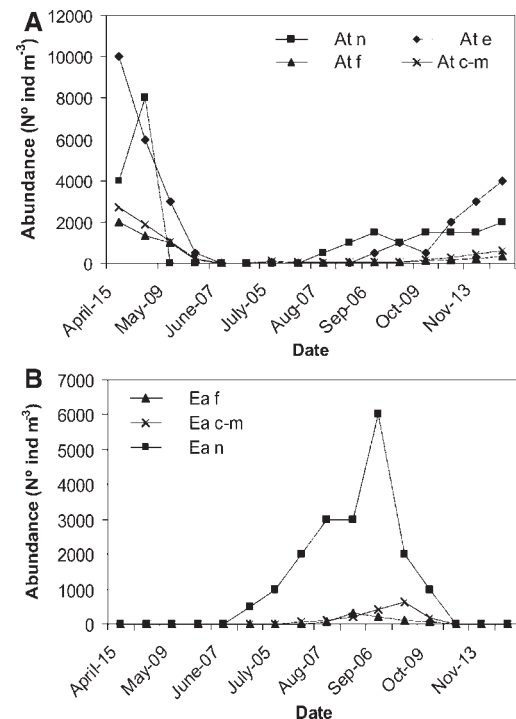 A
Abundance (Nº ind m-3)
12000
10000
8000
6000
4000
2000
0
At n
At e
At f
At c-m
April-15
May-09
June-07
July-05
Aug-07
Sep-06
Oct-09
Nov-13
Date
B
Abundance (Nº ind m-3)
7000
6000
5000
4000
3000
2000
1000
0
Ea f
Ea c-m
Ea n
April-15
May-09
June-07
July-05
Aug-07
Sep-06
Oct-09
Nov-13
Date